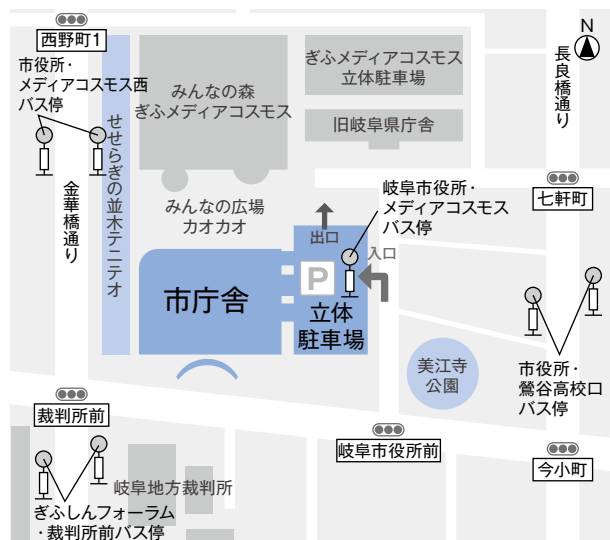 西野町1
N
長良橋通り
市役所・
メディアコスモス西
バス停
みんなの森
ぎふメディアコスモス
ぎふメディアコスモス
立体駐車場
旧岐阜県庁舎
せせらぎの並木テニテオ
金華橋通り
みんなの広場
カオカオ
岐阜市役所・
メディアコスモス
バス停
七軒町
出口
入口
P
市庁舎
立体
駐車場
美江寺
公園
市役所・
鶯谷高校口
バス停
裁判所前
岐阜市役所前
今小町
岐阜地方裁判所
ぎふしんフォーラム
・裁判所前バス停